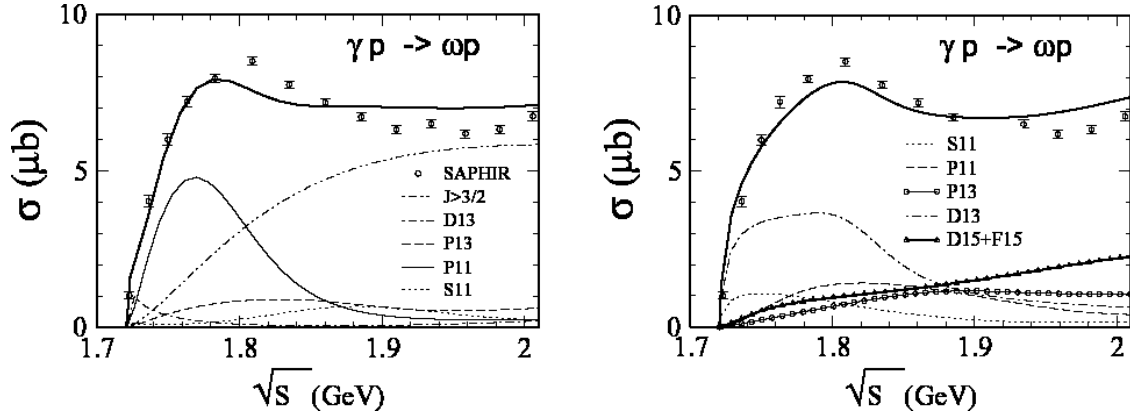 γ p -> ωp
10
5
0
σ (μb)
SAPHIR
J>3/2
D13
P13
P11
S11
1.7 1.8 1.9 2
√S (GeV)
γ p -> ωp
10
5
0
σ (μb)
S11
P11
P13
D13
D15+F15
1.7 1.8 1.9 2
√S (GeV)